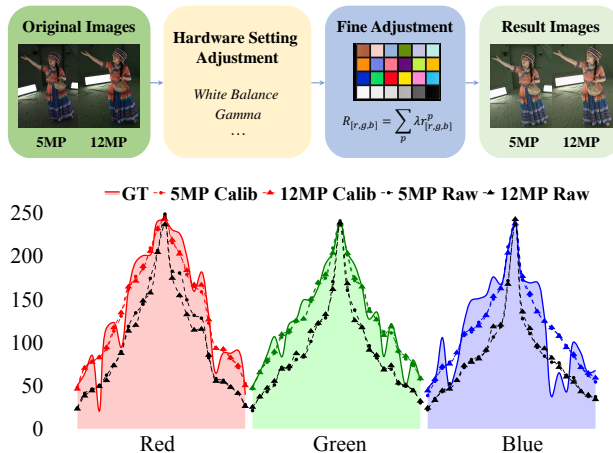 Original Images
5MP 12MP
Hardware Setting
Adjustment
White Balance
Gamma
...
Fine Adjustment
R[r,g,b] = ∑p λr^p[r,g,b]
Result Images
5MP 12MP
GT 5MP Calib 12MP Calib 5MP Raw 12MP Raw
250
200
150
100
50
0
Red Green Blue